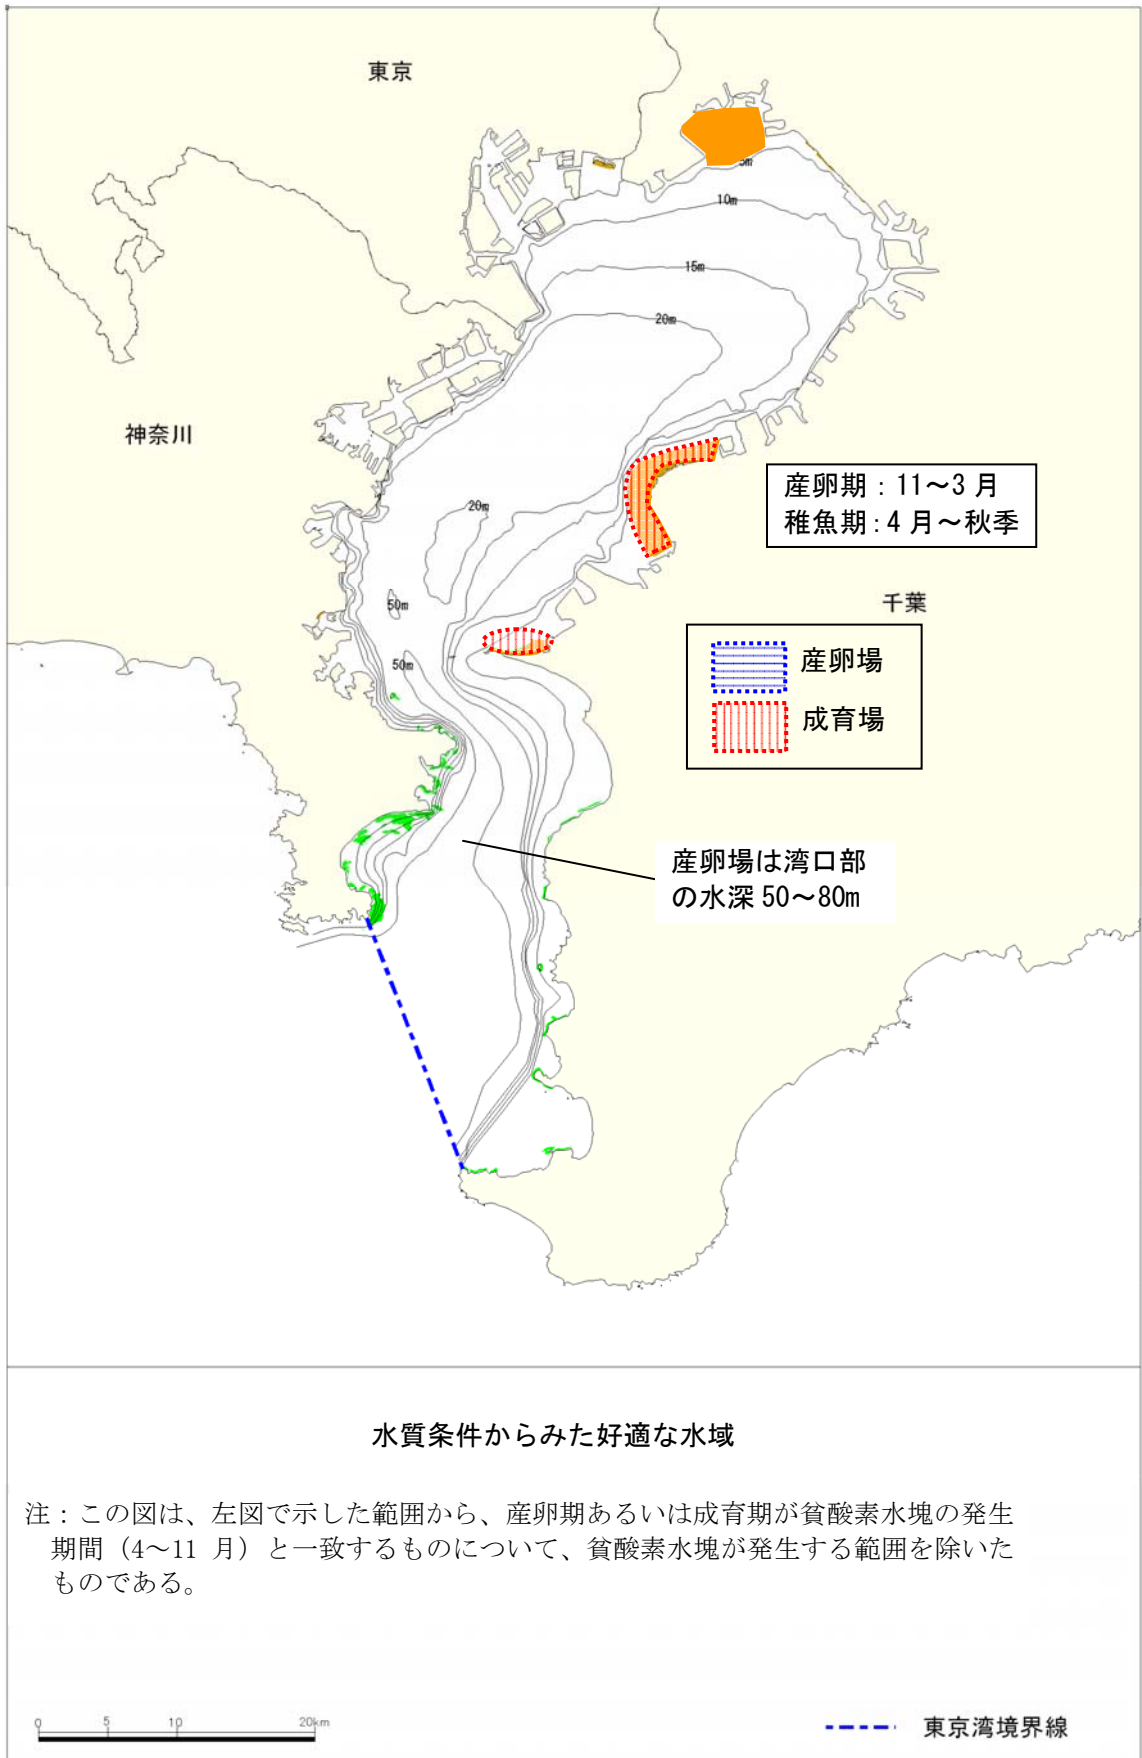 東京
5m
10m
15m
20m
神奈川
産卵期：11～3月
稚魚期：4月～秋季
20m
千葉
50m
50m
産卵場
成育場
産卵場は湾口部
の水深50～80m
水質条件からみた好適な水域
注：この図は、左図で示した範囲から、産卵期あるいは成育期が貧酸素水塊の発生
期間（4～11 月）と一致するものについて、貧酸素水塊が発生する範囲を除いた
ものである。
0 5 10 20km
東京湾境界線